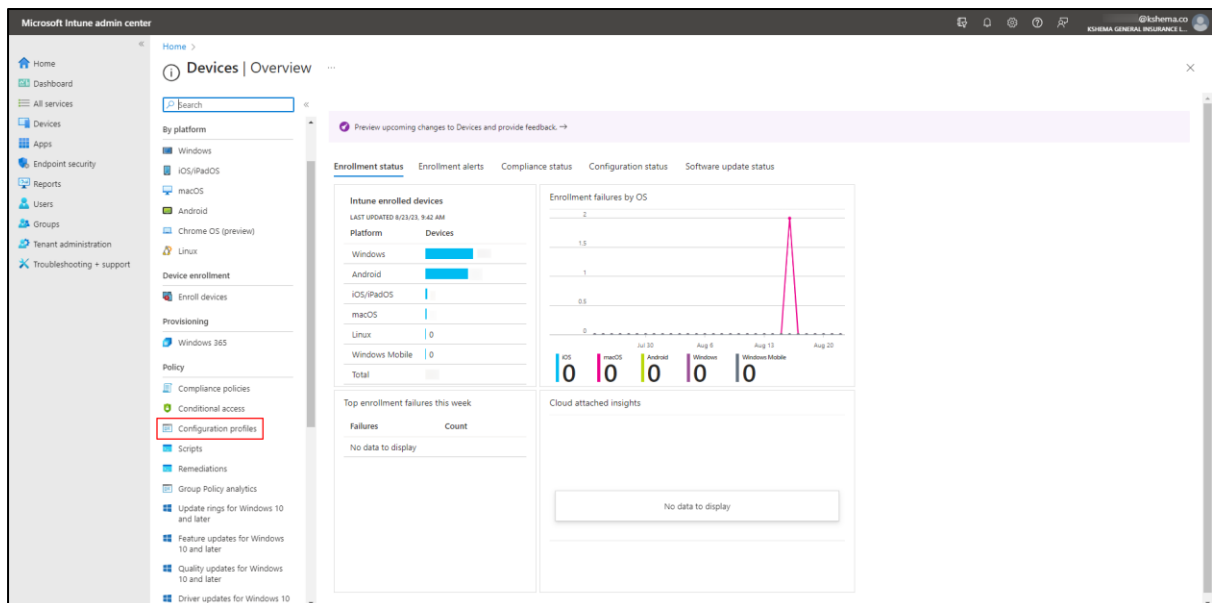 Microsoft Intune admin center
@kshema.co
KSHEMA GENERAL INSURANCE L...
Home
Dashboard
All services
Devices
Apps
Endpoint security
Reports
Users
Groups
Tenant administration
Troubleshooting + support
Home >
Devices | Overview ...
Search
By platform
Windows
iOS/iPadOS
macOS
Android
Chrome OS (preview)
Linux
Device enrollment
Enroll devices
Provisioning
Windows 365
Policy
Compliance policies
Conditional access
Configuration profiles
Scripts
Remediations
Group Policy analytics
Update rings for Windows 10
and later
Feature updates for Windows
10 and later
Quality updates for Windows
10 and later
Driver updates for Windows 10
Preview upcoming changes to Devices and provide feedback. →
Enrollment status Enrollment alerts Compliance status Configuration status Software update status
Intune enrolled devices
LAST UPDATED 8/23/23, 9:42 AM
Platform Devices
Windows
Android
iOS/iPadOS
macOS
Linux 0
Windows Mobile 0
Total
Enrollment failures by OS
2
1.5
1
0.5
0
Jul 30 Aug 6 Aug 13 Aug 20
iOS macOS Android Windows Windows Mobile
0 0 0 0 0
Top enrollment failures this week
Failures Count
No data to display
Cloud attached insights
No data to display